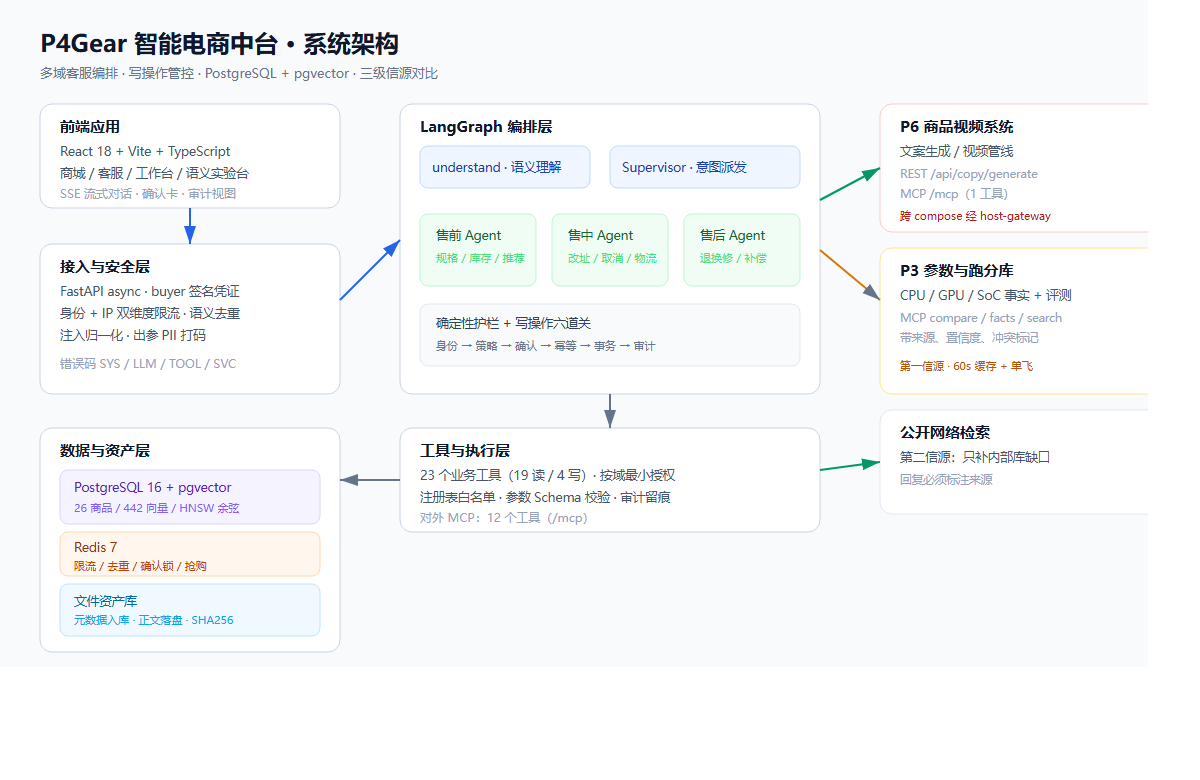 P4Gear 智能电商中台 · 系统架构
多域客服编排 · 写操作管控 · PostgreSQL + pgvector · 三级信源对比
前端应用
React 18 + Vite + TypeScript
商城 / 客服 / 工作台 / 语义实验台
SSE 流式对话 · 确认卡 · 审计视图
接入与安全层
FastAPI async · buyer 签名凭证
身份 + IP 双维度限流 · 语义去重
注入归一化 · 出参 PII 打码
错误码 SYS / LLM / TOOL / SVC
LangGraph 编排层
understand · 语义理解
Supervisor · 意图派发
售前 Agent
规格 / 库存 / 推荐
售中 Agent
改址 / 取消 / 物流
售后 Agent
退换修 / 补偿
确定性护栏 + 写操作六道关
身份 → 策略 → 确认 → 幂等 → 事务 → 审计
P6 商品视频系统
文案生成 / 视频管线
REST /api/copy/generate
MCP /mcp（1 工具）
跨 compose 经 host-gateway
P3 参数与跑分库
CPU / GPU / SoC 事实 + 评测
MCP compare / facts / search
带来源、置信度、冲突标记
第一信源 · 60s 缓存 + 单飞
数据与资产层
PostgreSQL 16 + pgvector
26 商品 / 442 向量 / HNSW 余弦
Redis 7
限流 / 去重 / 确认锁 / 抢购
文件资产库
元数据入库 · 正文落盘 · SHA256
工具与执行层
23 个业务工具（19 读 / 4 写）· 按域最小授权
注册表白名单 · 参数 Schema 校验 · 审计留痕
对外 MCP：12 个工具（/mcp）
公开网络检索
第二信源：只补内部库缺口
回复必须标注来源